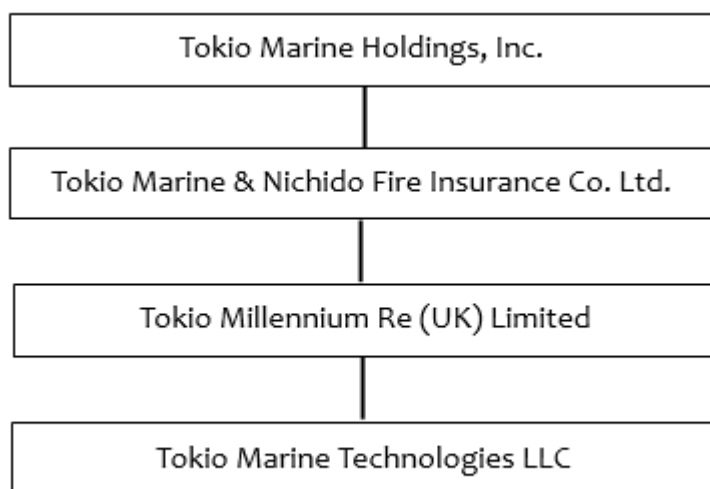 Tokio Marine Holdings, Inc.
Tokio Marine & Nichido Fire Insurance Co. Ltd.
Tokio Millennium Re (UK) Limited
Tokio Marine Technologies LLC